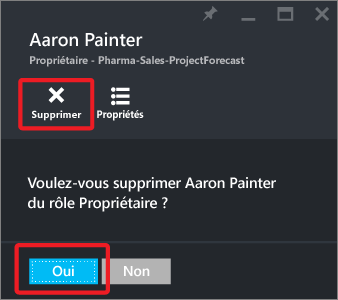 Aaron Painter
Propriétaire - Pharma-Sales-ProjectForecast
Supprimer Propriétés
Voulez-vous supprimer Aaron Painter
du rôle Propriétaire ?
Oui Non